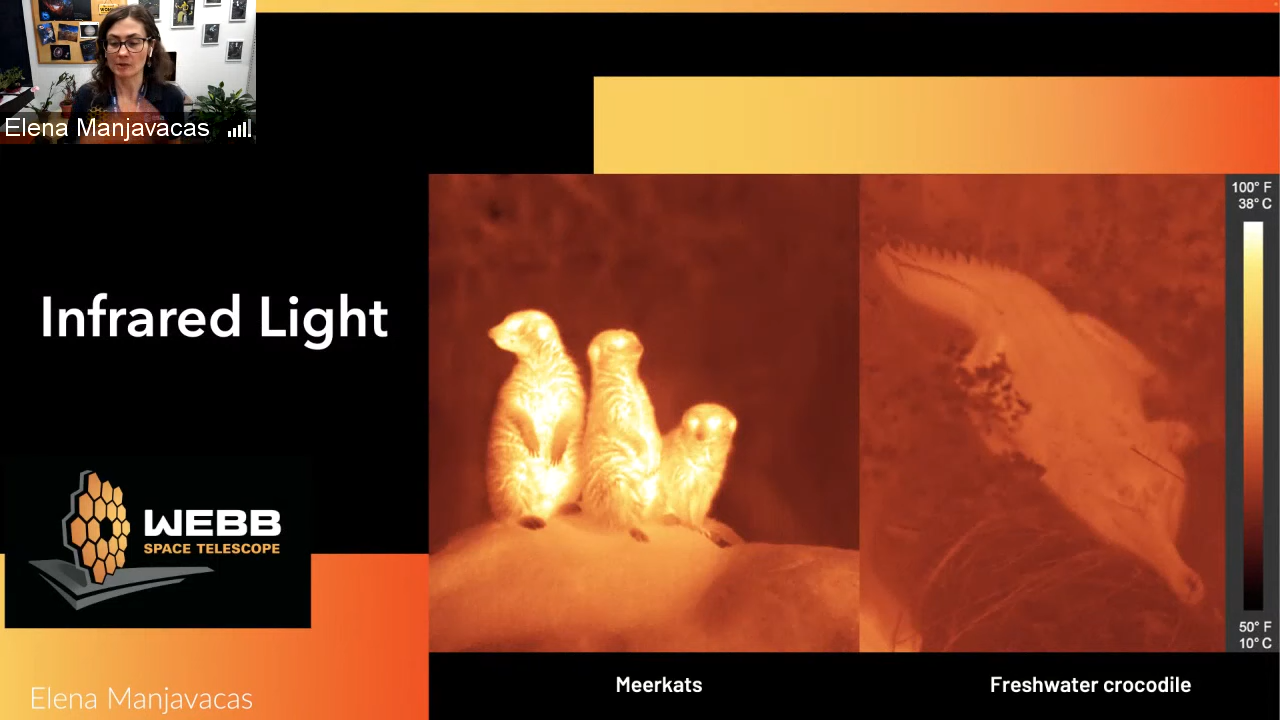 Elena Manjavacas
Infrared Light
100° F
38° C
50° F
10° C
WEBB
SPACE TELESCOPE
Elena Manjavacas
Meerkats
Freshwater crocodile